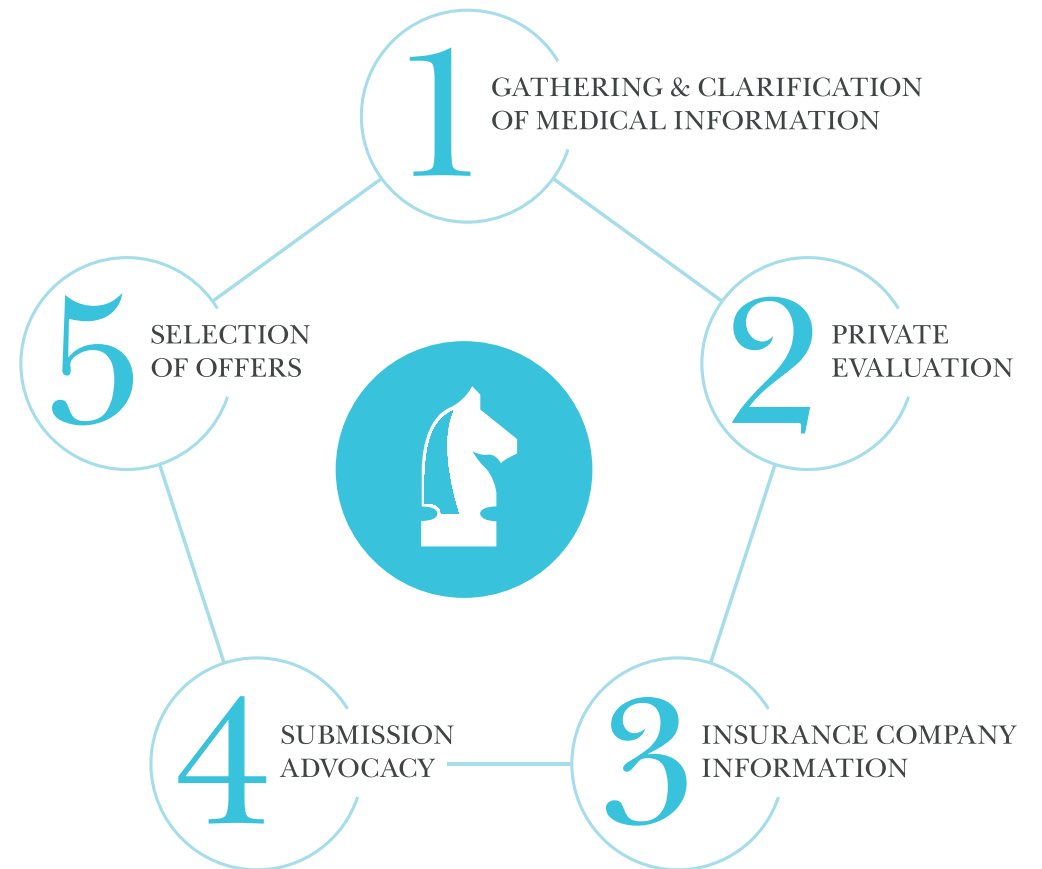 1
GATHERING & CLARIFICATION
OF MEDICAL INFORMATION
2
PRIVATE
EVALUATION
3
INSURANCE COMPANY
INFORMATION
4
SUBMISSION
ADVOCACY
5
SELECTION
OF OFFERS